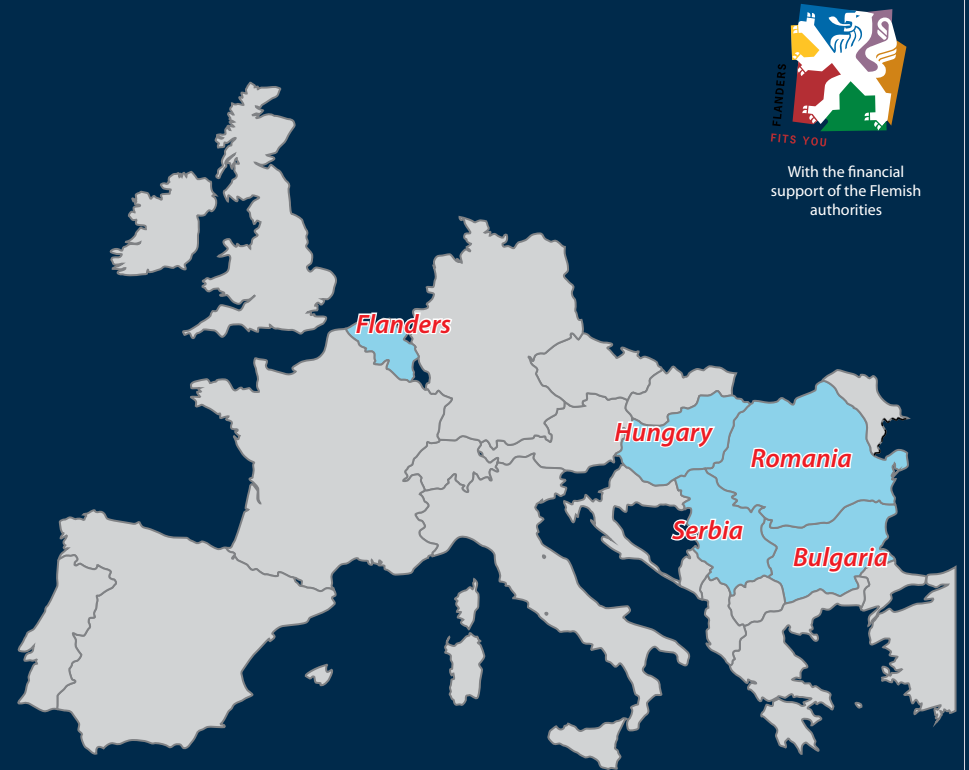 FLANDERS
FITS YOU
With the financial
support of the Flemish
authorities
Flanders
Hungary
Romania
Serbia
Bulgaria